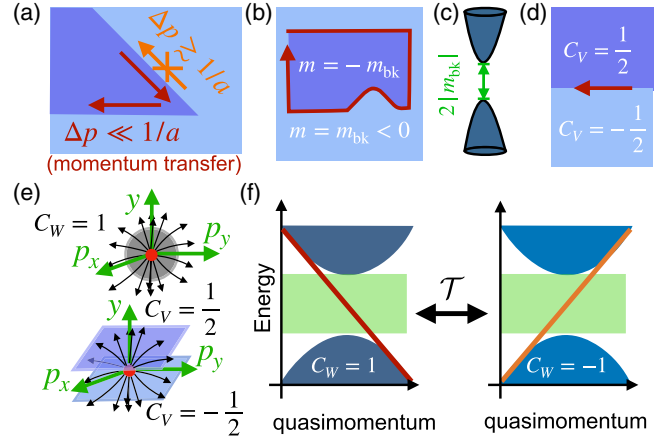 (a)
Δp ≳ 1/a
Δp ≪ 1/a
(momentum transfer)
(b)
m = − m_bk
m = m_bk < 0
(c)
2|m_bk|
(d)
C_V = 1/2
C_V = − 1/2
(e)
C_W = 1
y
p_x
p_y
C_V = 1/2
y
p_x
p_y
C_V = − 1/2
(f)
Energy
C_W = 1
quasimomentum
𝒯
C_W = −1
quasimomentum